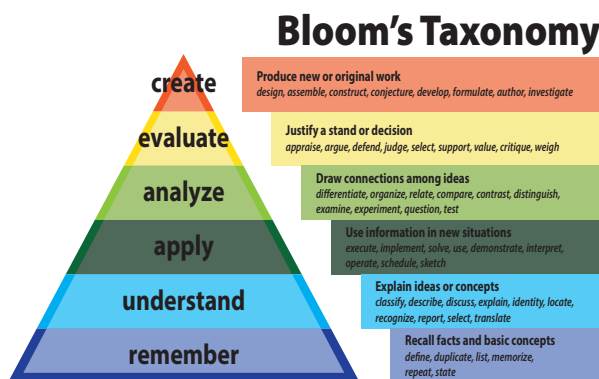 Bloom's Taxonomy
create
Produce new or original work
design, assemble, construct, conjecture, develop, formulate, author, investigate
evaluate
Justify a stand or decision
appraise, argue, defend, judge, select, support, value, critique, weigh
analyze
Draw connections among ideas
differentiate, organize, relate, compare, contrast, distinguish,
examine, experiment, question, test
apply
Use information in new situations
execute, implement, solve, use, demonstrate, interpret,
operate, schedule, sketch
understand
Explain ideas or concepts
classify, describe, discuss, explain, identity, locate,
recognize, report, select, translate
remember
Recall facts and basic concepts
define, duplicate, list, memorize,
repeat, state